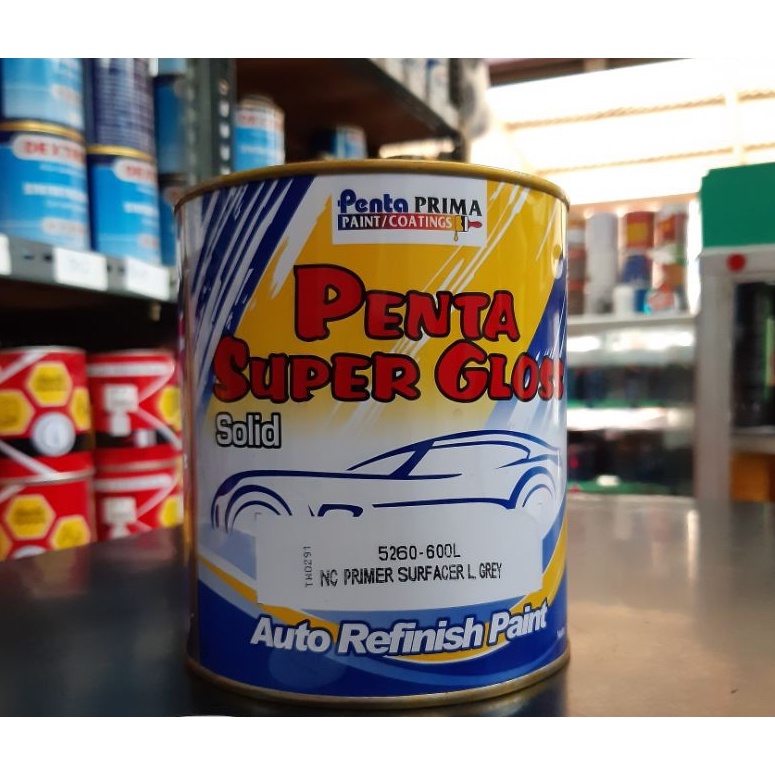 Penta PRIMA
PAINT/COATINGS
PENTA
SUPER GLOSS
Solid
5260-600L
NC PRIMER SURFACER L. GREY
TH0291
Auto Refinish Paint